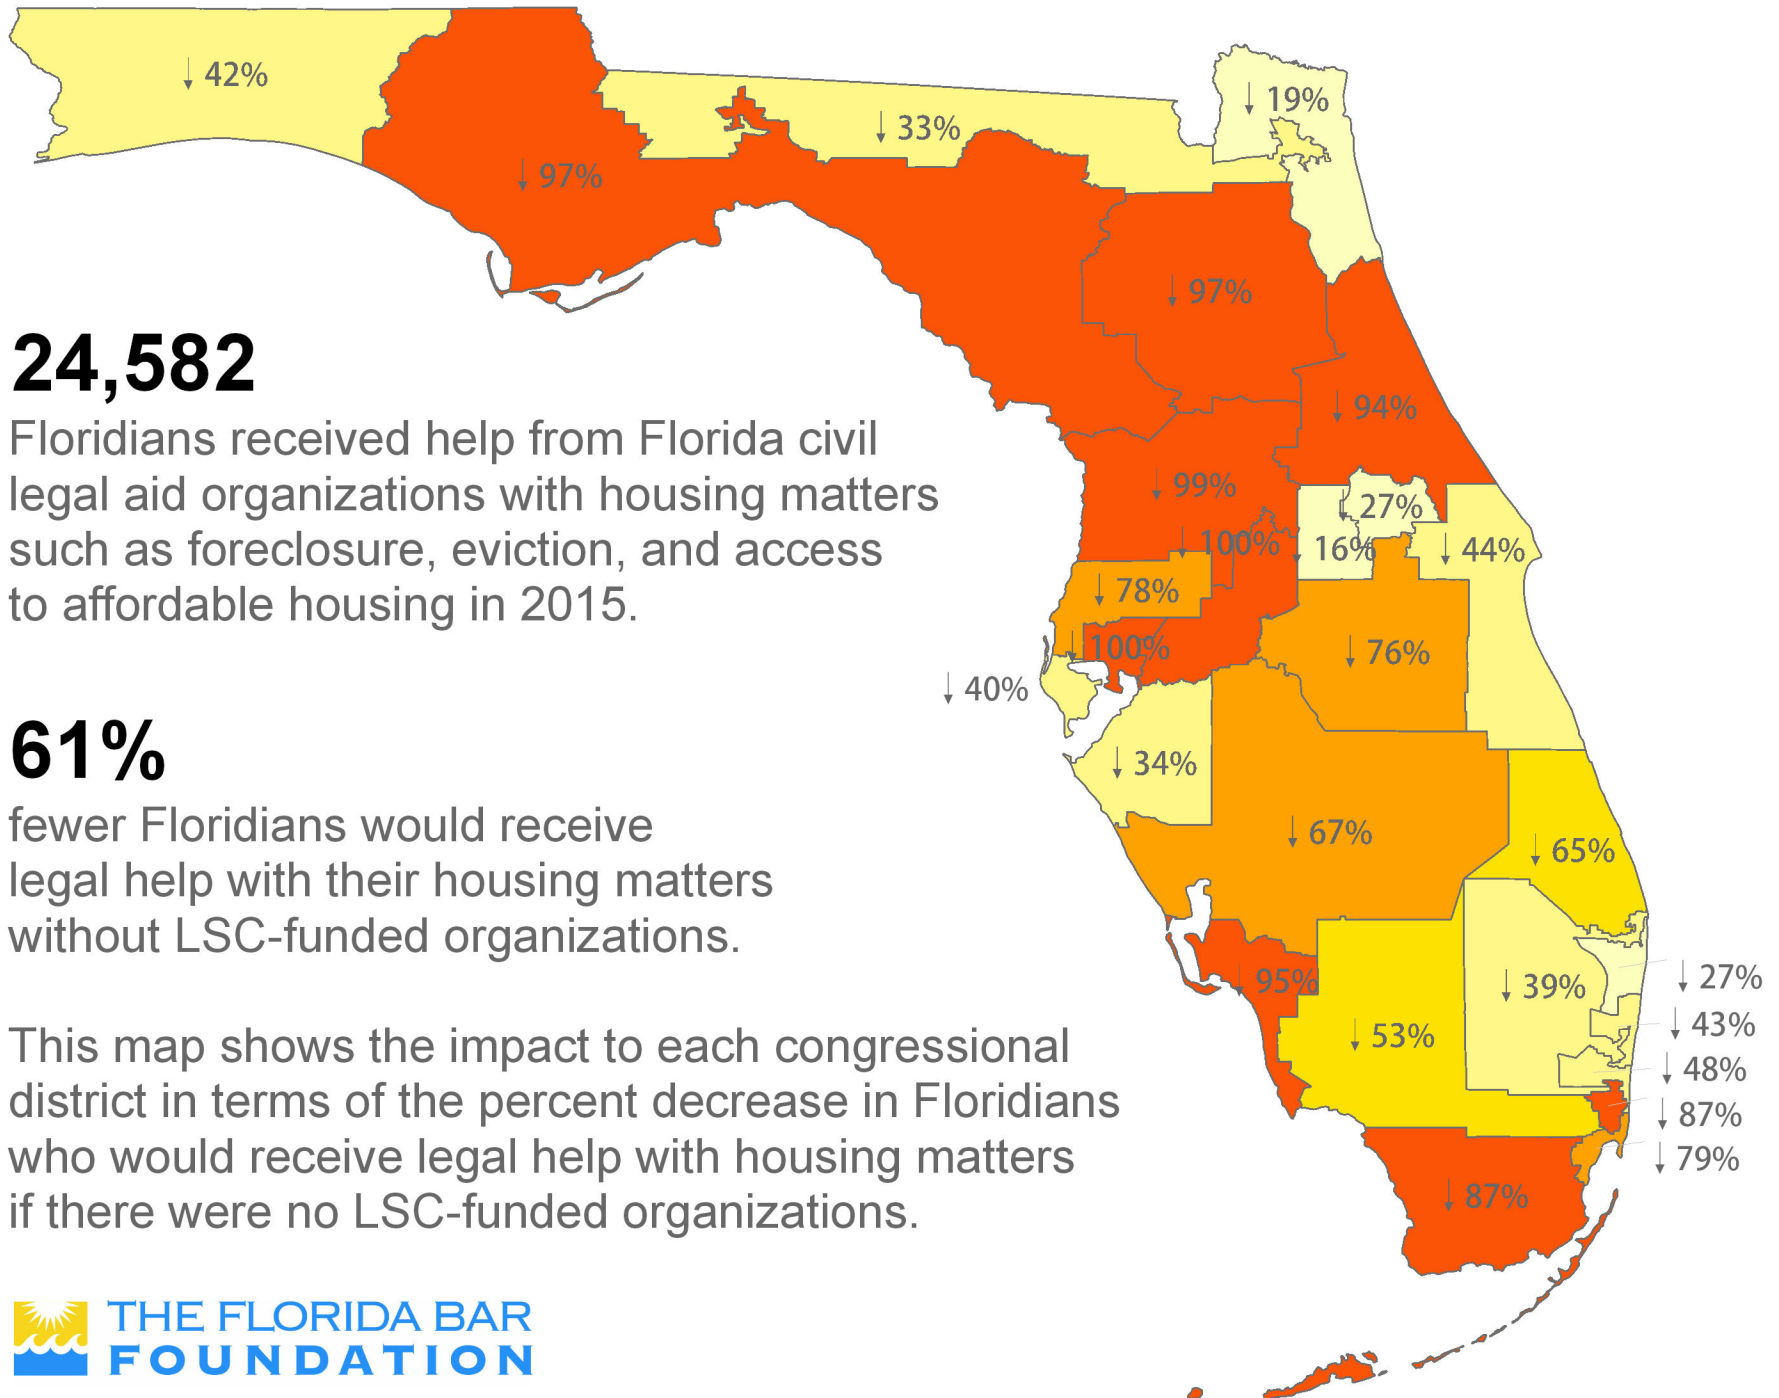 ↓ 42%
↓ 97%
↓ 33%
↓ 19%
↓ 97%
↓ 94%
↓ 99%
↓ 100%
↓ 27%
↓ 16%
↓ 44%
↓ 78%
↓ 100%
↓ 76%
↓ 40%
↓ 34%
↓ 67%
↓ 65%
↓ 95%
↓ 39%
↓ 27%
↓ 53%
↓ 43%
↓ 48%
↓ 87%
↓ 79%
↓ 87%
24,582
Floridians received help from Florida civil
legal aid organizations with housing matters
such as foreclosure, eviction, and access
to affordable housing in 2015.
61%
fewer Floridians would receive
legal help with their housing matters
without LSC-funded organizations.
This map shows the impact to each congressional
district in terms of the percent decrease in Floridians
who would receive legal help with housing matters
if there were no LSC-funded organizations.
THE FLORIDA BAR
FOUNDATION